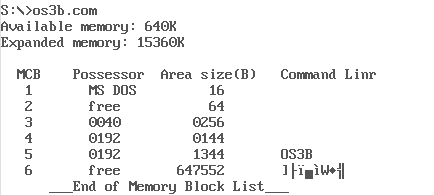 S:\>os3b.com
Available memory: 640K
Expanded memory: 15360K
MCB Possessor Area size(B) Command Linr
1 MS DOS 16
2 free 64
3 0040 0256
4 0192 0144
5 0192 1344 OS3B
6 free 647552
___End of Memory Block List___